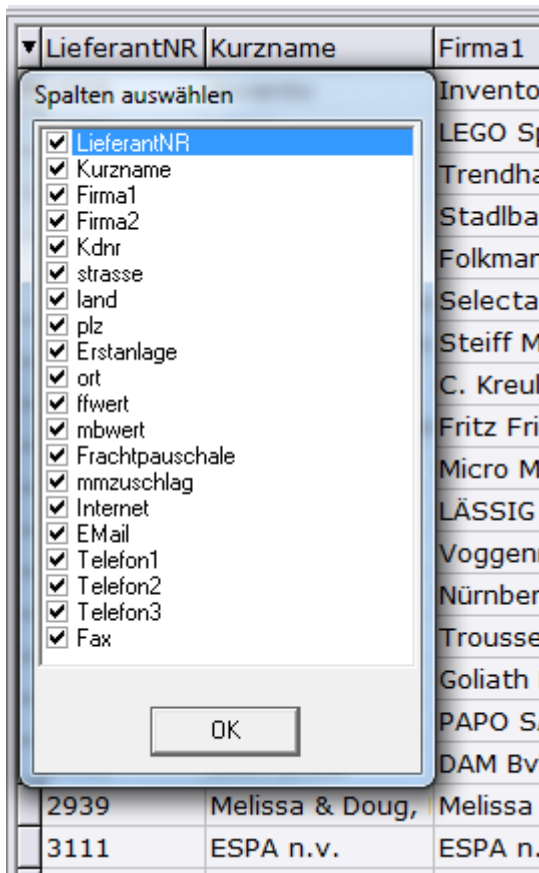 LieferantNR Kurzname Firma1
Spalten auswählen
LieferantNR
Kurzname
Firma1
Firma2
Kdnr
strasse
land
plz
Erstanlage
ort
ffwert
mbwert
Frachtpauschale
mmzuschlag
Internet
EMail
Telefon1
Telefon2
Telefon3
Fax
OK
Invento
LEGO
Trendha
Stadlba
Folkmar
Selecta
Steiff
C. Kreul
Fritz Fri
Micro
LÄSSIG
Voggen
Nürnber
Trousse
Goliath
PAPO
DAM Bv
2939 Melissa & Doug, Melissa
3111 ESPA n.v. ESPA n.